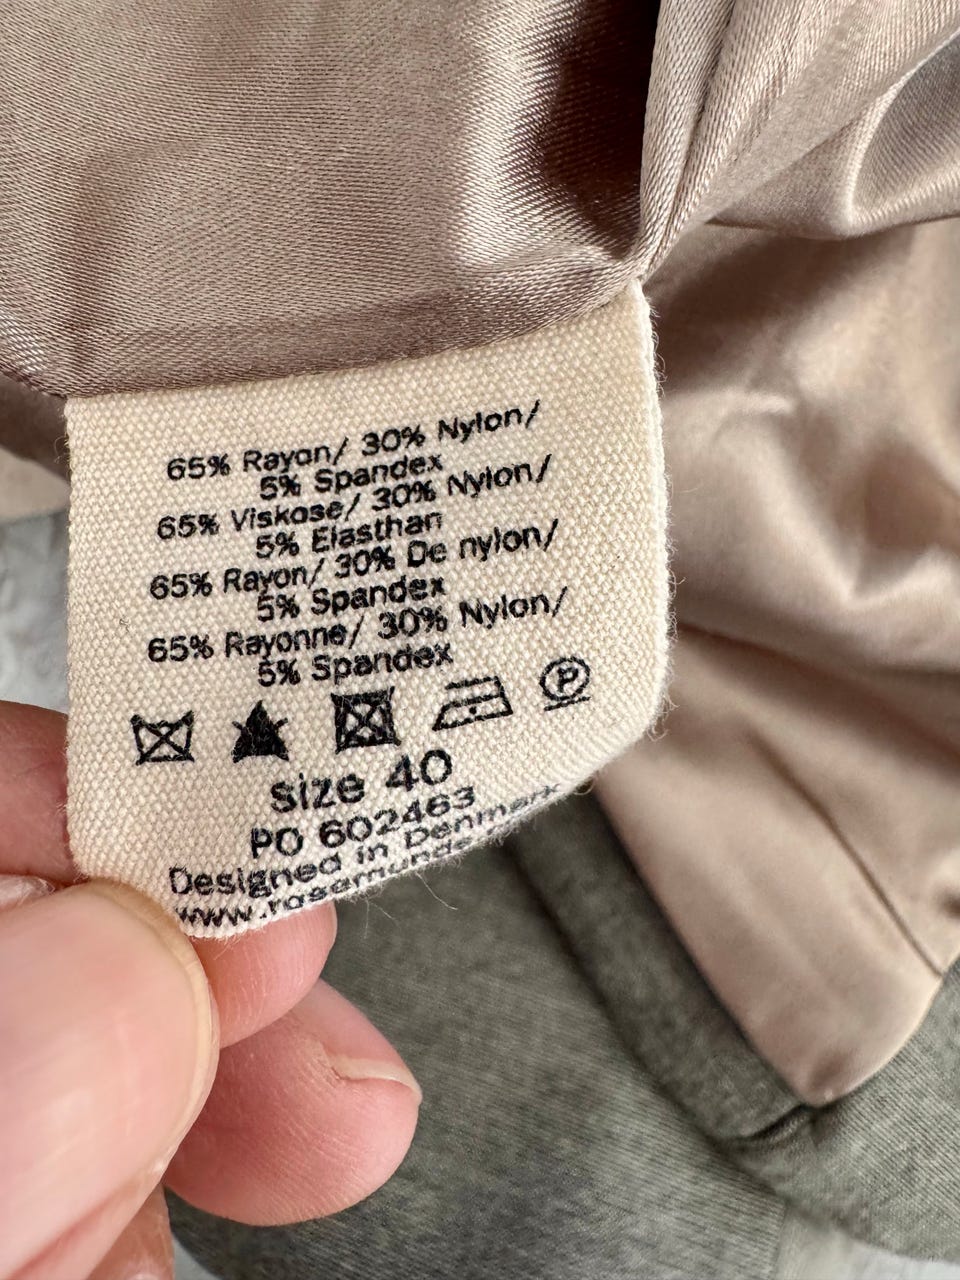 65% Rayon/ 30% Nylon/
5% Spandex
65% Viskose/ 30% Nylon/
5% Elasthan
65% Rayon/ 30% De nylon/
5% Spandex
65% Rayonne/ 30% Nylon/
5% Spandex
P
size 40
PO 602463
Designed in Denmark